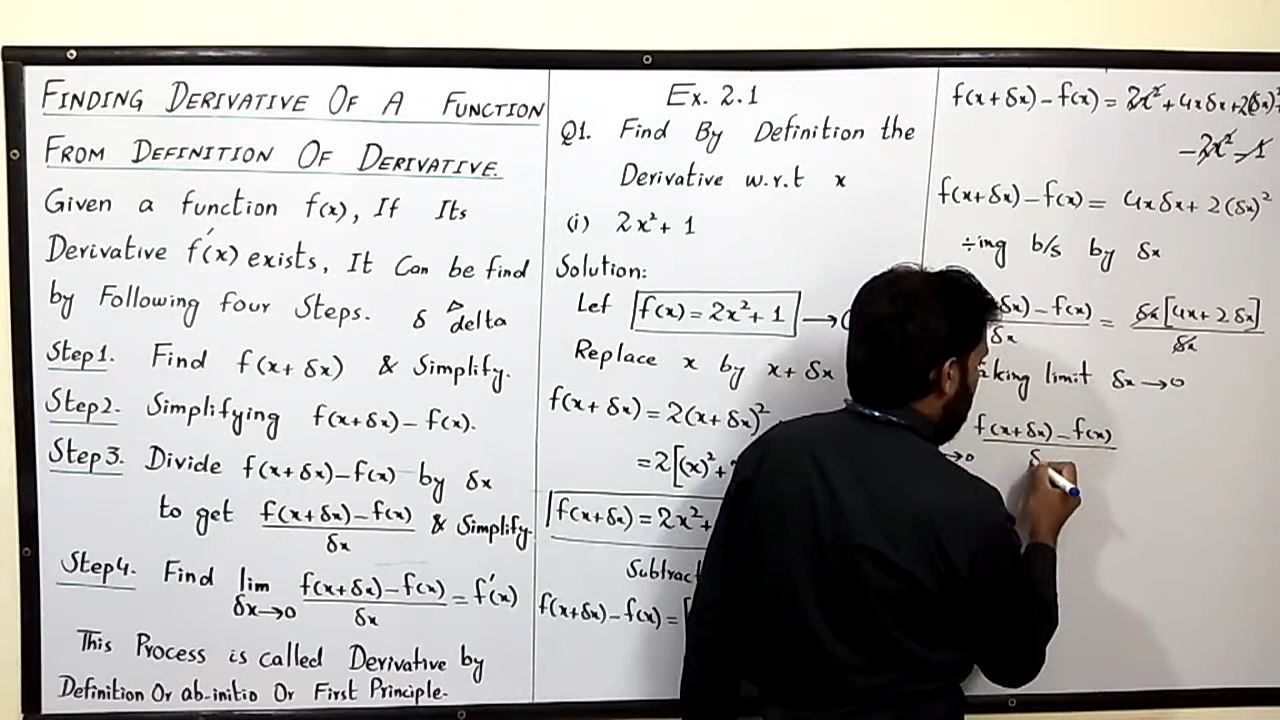 FINDING DERIVATIVE OF A FUNCTION
FROM DEFINITION OF DERIVATIVE.
Given a function f(x), If Its
Derivative f'(x) exists, It Can be find
by Following four Steps. δ delta
Step1. Find f(x + δx) & Simplify.
Step2. Simplifying f(x+δx) – f(x).
Step3. Divide f(x+δx) – f(x) by δx
to get f(x+δx) – f(x) / δx & Simplify.
Step4. Find lim δx→0 f(x+δx) – f(x) / δx = f'(x)
This Process is called Derivative by
Definition Or ab-initio Or First Principle.
Ex. 2.1
Q1. Find By Definition the
Derivative w.r.t x
(i) 2x² + 1
Solution:
Let f(x) = 2x² + 1 →
Replace x by x + δx
f(x + δx) = 2(x + δx)²
= 2[(x)² +
f(x + δx) = 2x² +
Subtract
f(x+δx) – f(x) = [
f(x + δx) – f(x) = 2x² + 4xδx + 2(δx)²
– 2x² – 1
f(x+δx) – f(x) = 4xδx + 2(δx)²
÷ing b/s by δx
δx) – f(x) / δx = δx[4x + 2δx] / δx
king limit δx → 0
→0 f(x + δx) – f(x) / δ